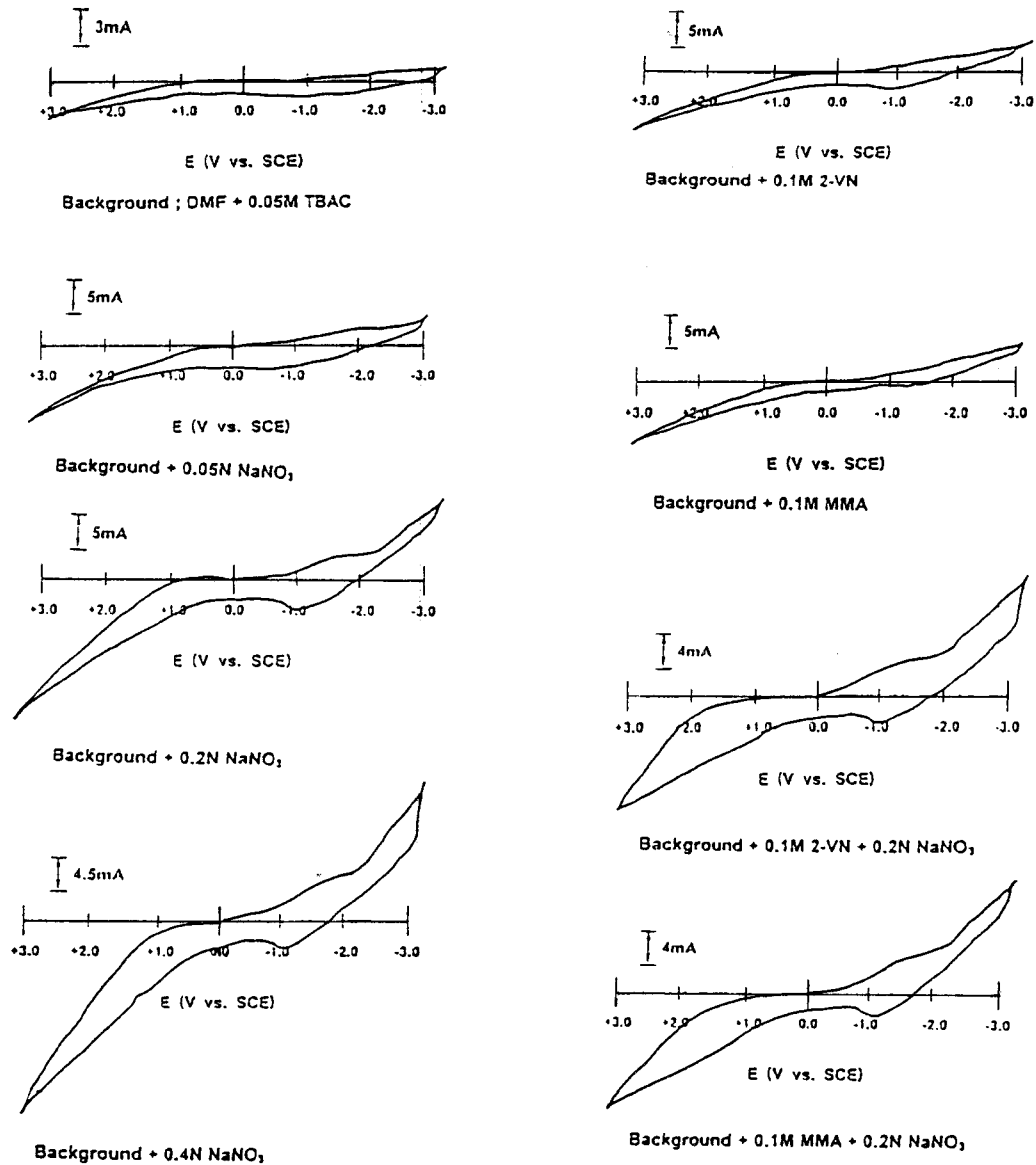 3mA
+3.0 +2.0 +1.0 0.0 -1.0 -2.0 -3.0
E (V vs. SCE)
Background ; DMF + 0.05M TBAC
5mA
+3.0 +2.0 +1.0 0.0 -1.0 -2.0 -3.0
E (V vs. SCE)
Background + 0.05N NaNO₃
5mA
+3.0 +2.0 +1.0 0.0 -1.0 -2.0 -3.0
E (V vs. SCE)
Background + 0.2N NaNO₃
4.5mA
+3.0 +2.0 +1.0 0.0 -1.0 -2.0 -3.0
E (V vs. SCE)
Background + 0.4N NaNO₃
5mA
+3.0 +2.0 +1.0 0.0 -1.0 -2.0 -3.0
E (V vs. SCE)
Background + 0.1M 2-VN
5mA
+3.0 +2.0 +1.0 0.0 -1.0 -2.0 -3.0
E (V vs. SCE)
Background + 0.1M MMA
4mA
+3.0 +2.0 +1.0 0.0 -1.0 -2.0 -3.0
E (V vs. SCE)
Background + 0.1M 2-VN + 0.2N NaNO₃
4mA
+3.0 +2.0 +1.0 0.0 -1.0 -2.0 -3.0
E (V vs. SCE)
Background + 0.1M MMA + 0.2N NaNO₃